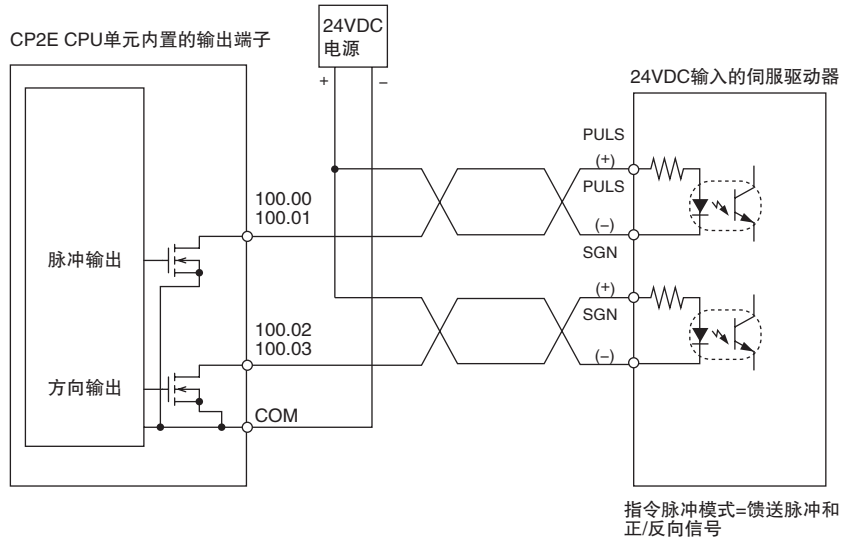 CP2E CPU单元内置的输出端子
24VDC
电源
+
–
24VDC输入的伺服驱动器
PULS
(+)
PULS
(–)
SGN
(+)
SGN
(–)
100.00
100.01
脉冲输出
100.02
100.03
方向输出
COM
指令脉冲模式=馈送脉冲和
正/反向信号